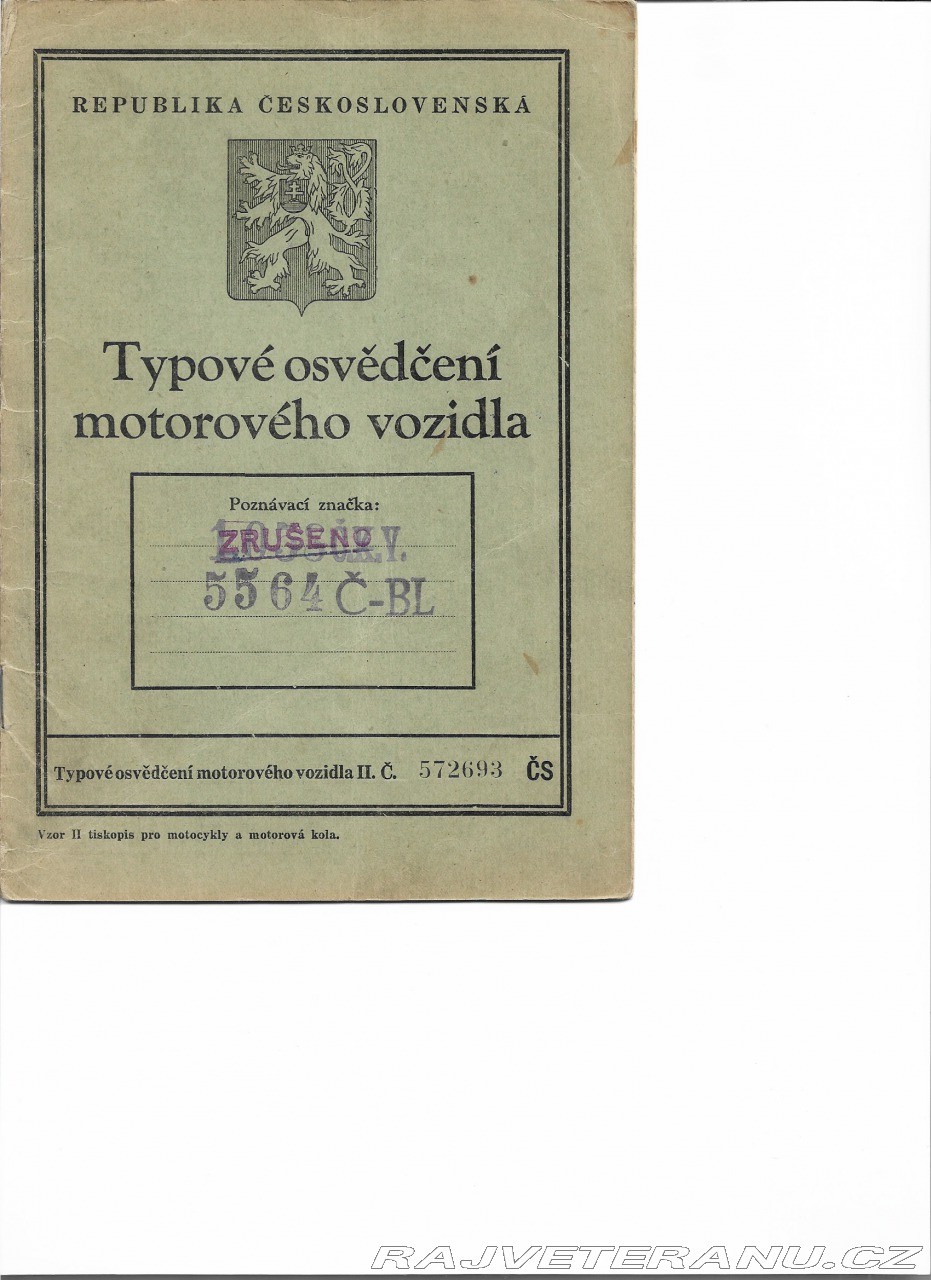 REPUBLIKA ČESKOSLOVENSKÁ
Typové osvědčení
motorového vozidla
Poznávací značka:
ZRUŠENO
5564 Č-BL
Typové osvědčení motorového vozidla II. Č. 572693 ČS
Vzor II tiskopis pro motocykly a motorová kola.
RAJVETERANU.CZ